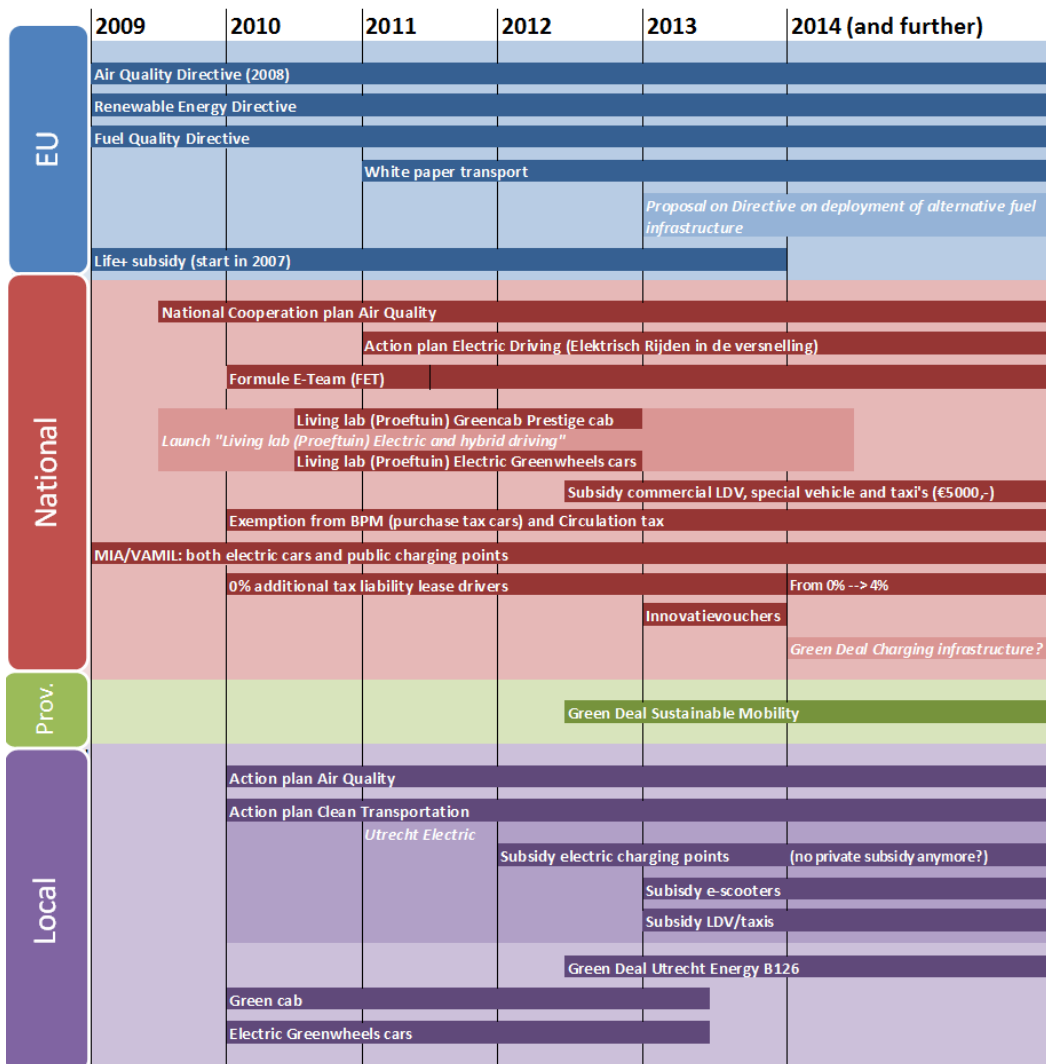 2009 2010 2011 2012 2013 2014 (and further)
EU
Air Quality Directive (2008)
Renewable Energy Directive
Fuel Quality Directive
White paper transport
Proposal on Directive on deployment of alternative fuel
infrastructure
Life+ subsidy (start in 2007)
National
National Cooperation plan Air Quality
Action plan Electric Driving (Elektrisch Rijden in de versnelling)
Formule E-Team (FET)
Living lab (Proeftuin) Greencab Prestige cab
Launch "Living lab (Proeftuin) Electric and hybrid driving"
Living lab (Proeftuin) Electric Greenwheels cars
Subsidy commercial LDV, special vehicle and taxi's (€5000,-)
Exemption from BPM (purchase tax cars) and Circulation tax
MIA/VAMIL: both electric cars and public charging points
0% additional tax liability lease drivers From 0% --> 4%
Innovatievouchers
Green Deal Charging infrastructure?
Prov.
Green Deal Sustainable Mobility
Local
Action plan Air Quality
Action plan Clean Transportation
Utrecht Electric
Subsidy electric charging points (no private subsidy anymore?)
Subisdy e-scooters
Subsidy LDV/taxis
Green Deal Utrecht Energy B126
Green cab
Electric Greenwheels cars